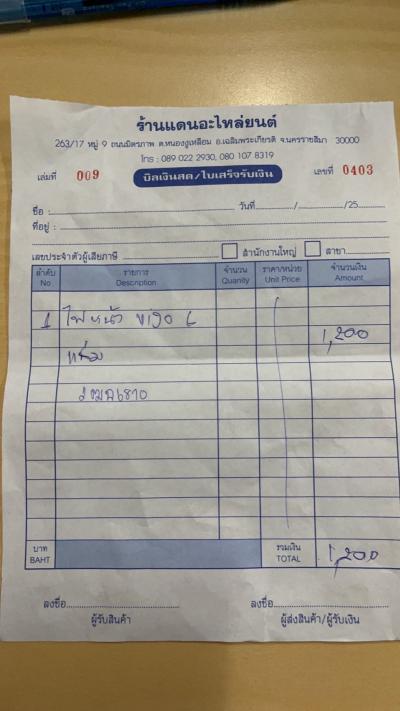 ร้านแดนอะไหล่ยนต์
263/17 หมู่ 9 ถนนมิตรภาพ ต.หนองงูเหลือม อ.เฉลิมพระเกียรติ จ.นครราชสีมา 30000
โทร : 089 022 2930, 080 107 8319
เล่มที่ 009 บิลเงินสด/ใบเสร็จรับเงิน เลขที่ 0403
ชื่อ : วันที่ / /25
ที่อยู่ :
เลขประจำตัวผู้เสียภาษี สำนักงานใหญ่ สาขา
ลำดับ รายการ จำนวน ราคา/หน่วย จำนวนเงิน
No. Description Quanity Unit Price Amount
1 ไฟหน้า vigo L
1,200
รวมเงิน
บาท
BAHT TOTAL 1,200
ลงชื่อ ลงชื่อ
ผู้รับสินค้า ผู้ส่งสินค้า/ผู้รับเงิน